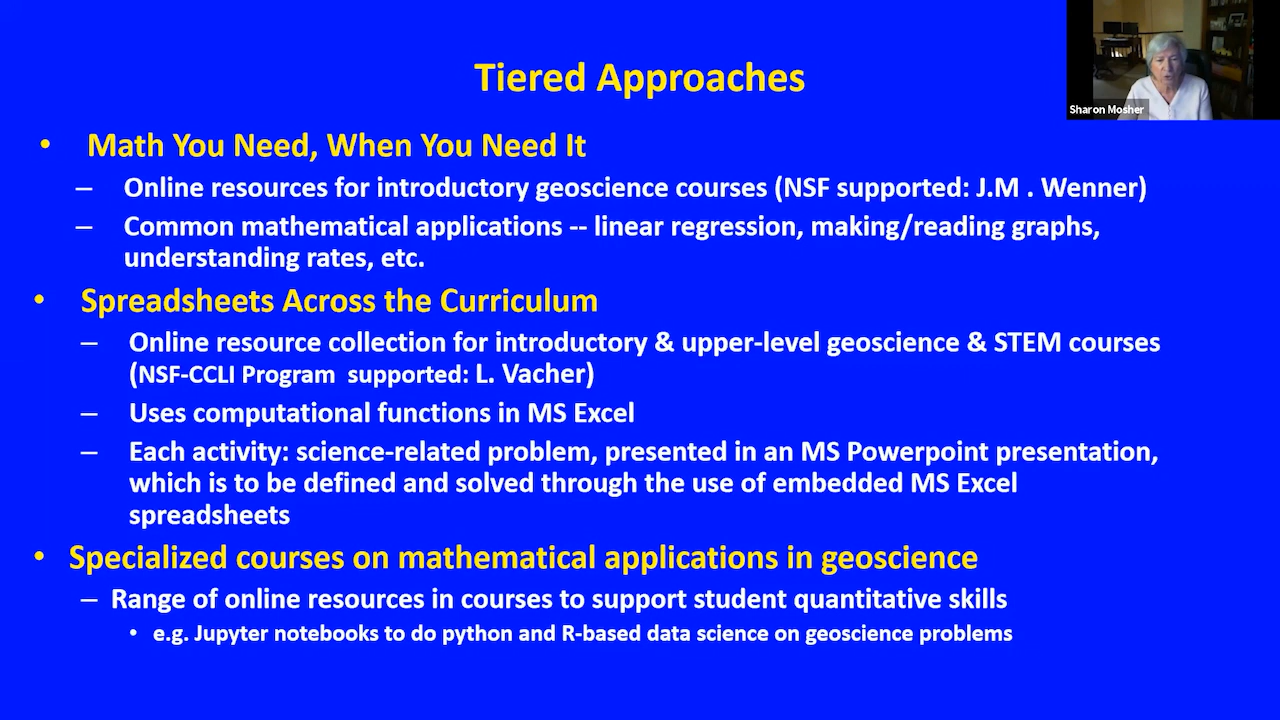 Tiered Approaches
Sharon Mosher
• Math You Need, When You Need It
– Online resources for introductory geoscience courses (NSF supported: J.M . Wenner)
– Common mathematical applications -- linear regression, making/reading graphs,
understanding rates, etc.
• Spreadsheets Across the Curriculum
– Online resource collection for introductory & upper-level geoscience & STEM courses
(NSF-CCLI Program supported: L. Vacher)
– Uses computational functions in MS Excel
– Each activity: science-related problem, presented in an MS Powerpoint presentation,
which is to be defined and solved through the use of embedded MS Excel
spreadsheets
• Specialized courses on mathematical applications in geoscience
– Range of online resources in courses to support student quantitative skills
• e.g. Jupyter notebooks to do python and R-based data science on geoscience problems